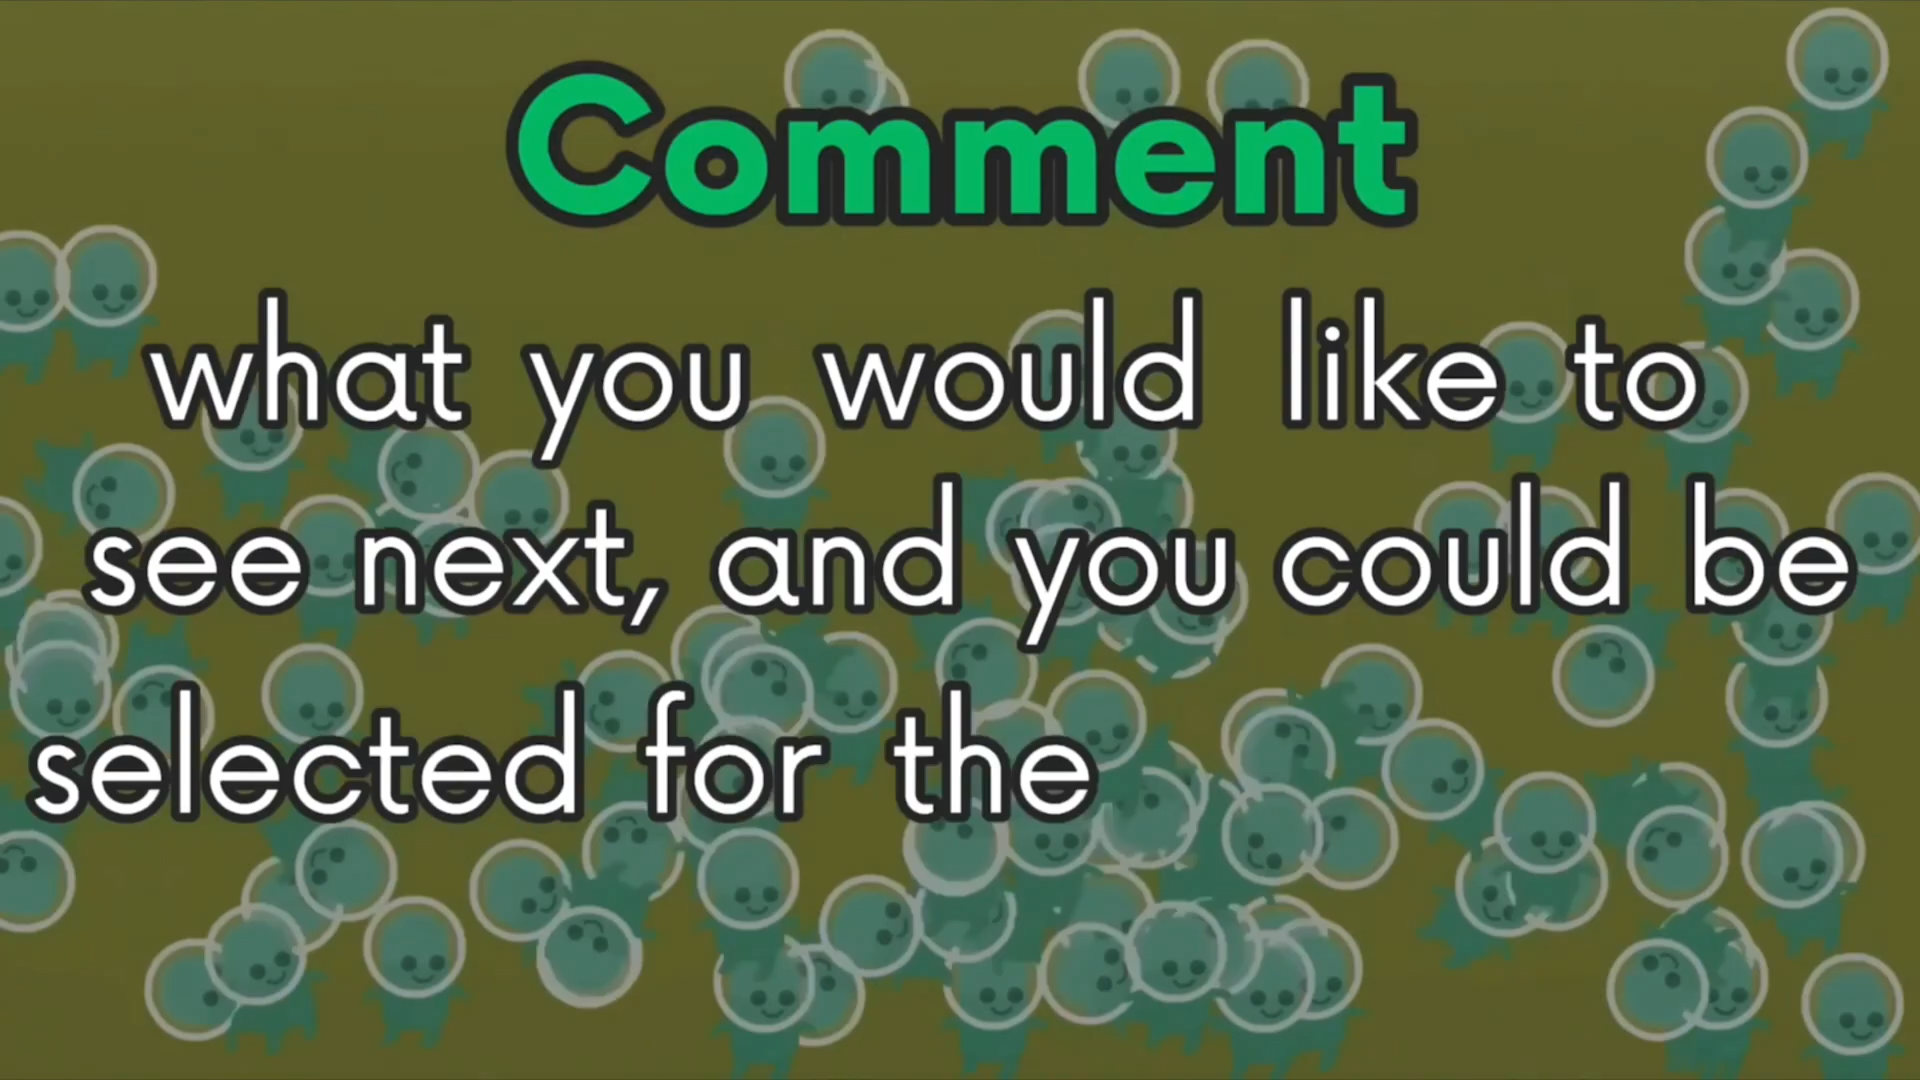 Comment
what you would like to
see next, and you could be
selected for the